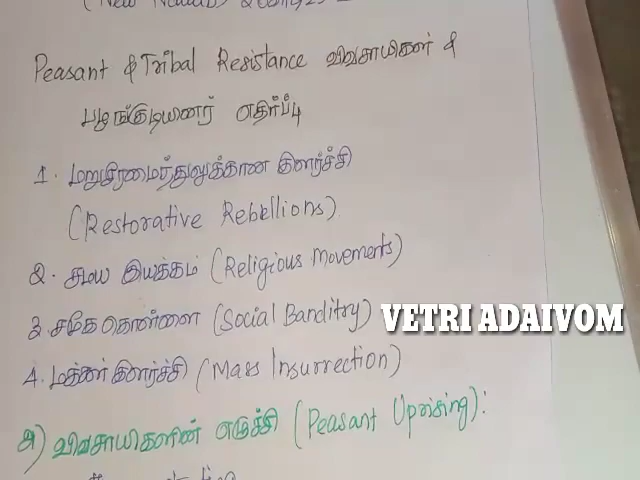 Peasant & Tribal Resistance விவசாயிகள் &
பழங்குடியினர் எதிர்ப்பு
1. மறுசீரமைத்தலுக்கான கிளர்ச்சி
(Restorative Rebellions)
2. சமய இயக்கம் (Religious Movements)
3. சமூக கொள்ளை (Social Banditry)
VETRI ADAIVOM
4. மக்கள் கிளர்ச்சி (Mass Insurrection)
அ) விவசாயிகளின் எழுச்சி (Peasant Uprising):